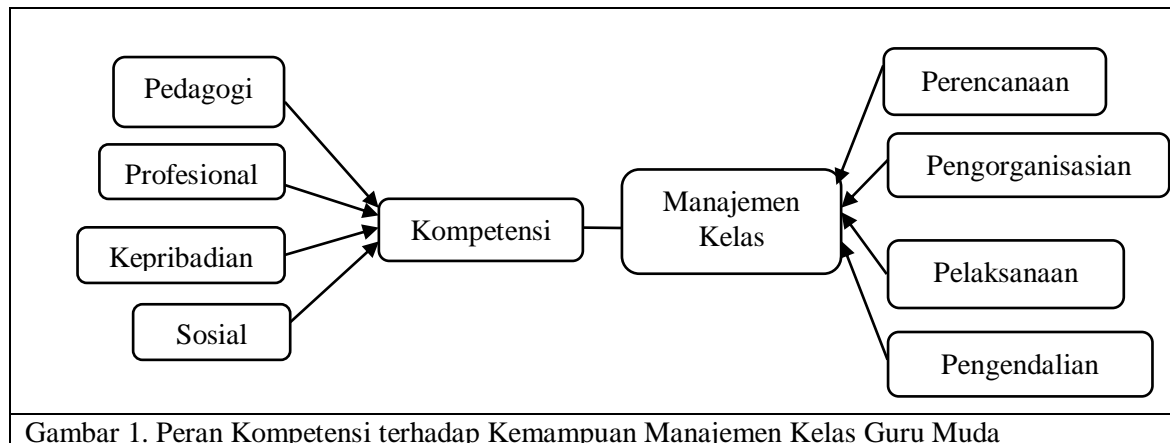 Pedagogi
Profesional
Kepribadian
Sosial
Kompetensi
Manajemen
Kelas
Perencanaan
Pengorganisasian
Pelaksanaan
Pengendalian
Gambar 1. Peran Kompetensi terhadap Kemampuan Manajemen Kelas Guru Muda